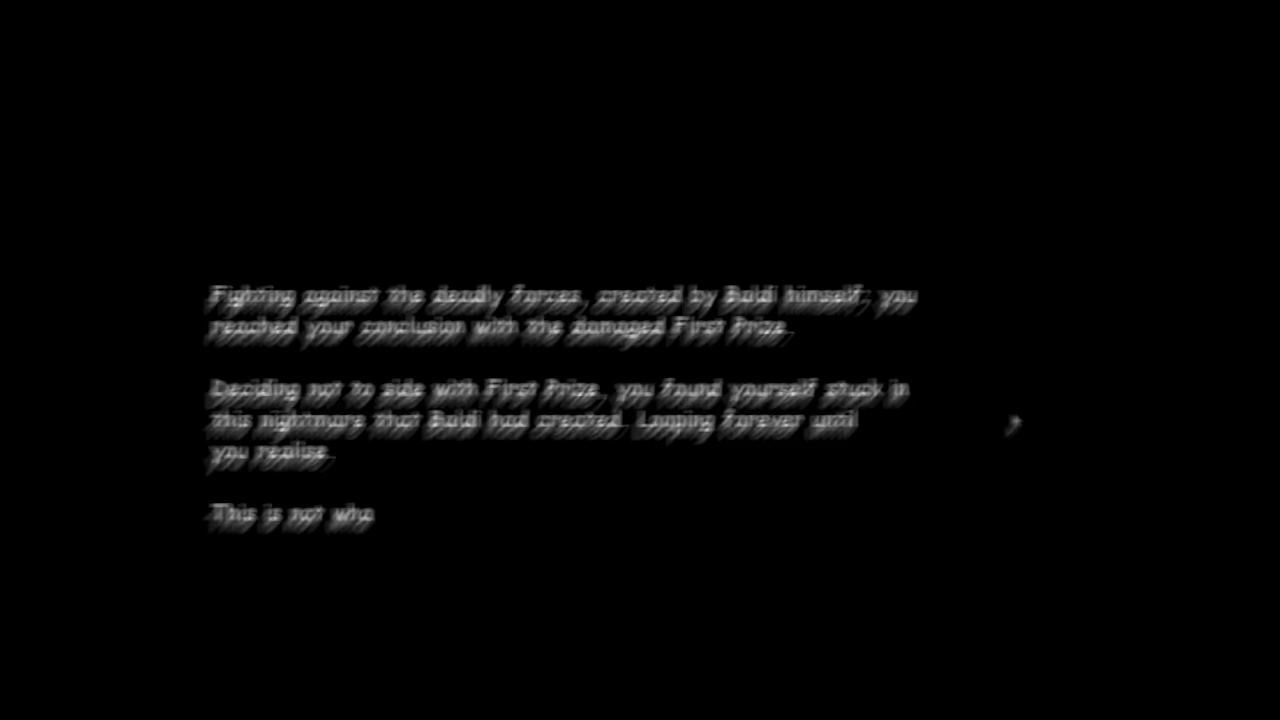 Fighting against the deadly forces, created by Baldi himself, you
reached your conclusion with the damaged First Prize.
Deciding not to side with First Prize, you found yourself stuck in
this nightmare that Baldi had created. Looping forever until
you realise.
This is not who